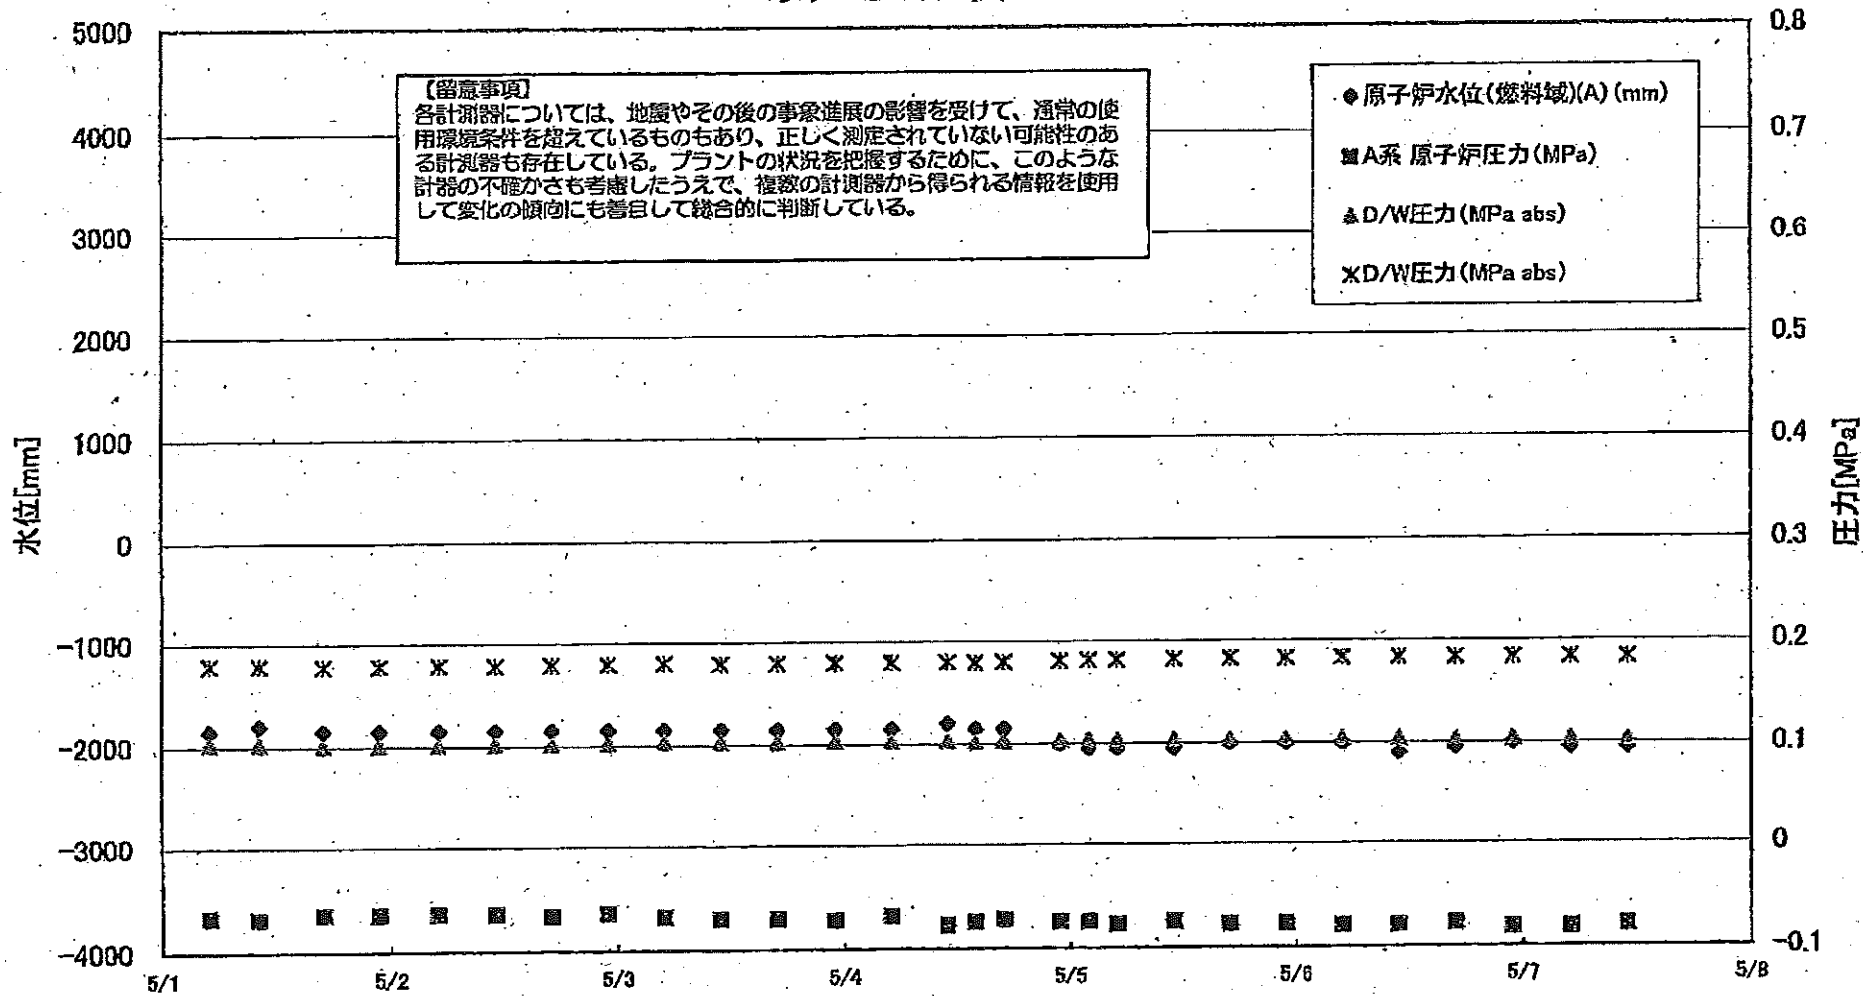 5000
4000
3000
2000
1000
0
-1000
-2000
-3000
-4000
水位[mm]
【留意事項】
各計測器については、地震やその後の事象進展の影響を受けて、通常の使
用環境条件を超えているものもあり、正しく測定されていない可能性のあ
る計測器も存在している。プラントの状況を把握するために、このような
計器の不確かさも考慮したうえで、複数の計測器から得られる情報を使用
して変化の傾向にも着目して総合的に判断している。
原子炉水位(燃料域)(A)(mm)
A系 原子炉圧力(MPa)
D/W圧力(MPa abs)
D/W圧力(MPa abs)
0.8
0.7
0.6
0.5
0.4
0.3
0.2
0.1
0
-0.1
圧力[MPa]
5/1 5/2 5/3 5/4 5/5 5/6 5/7 5/8